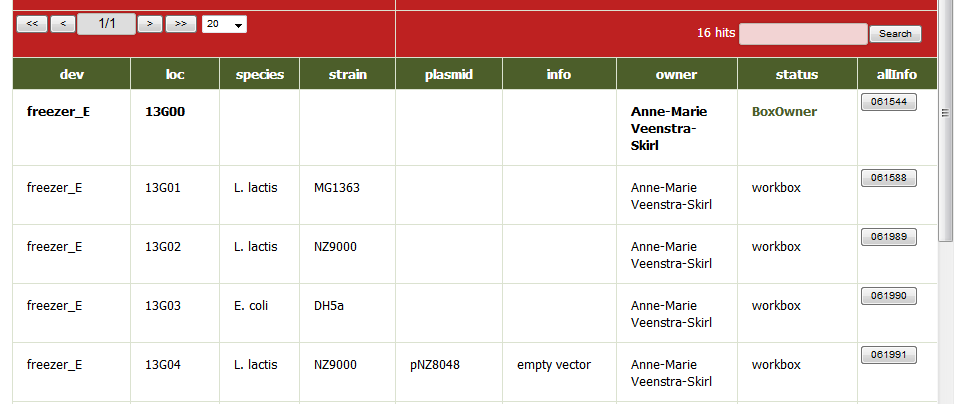 << < 1/1 > >> 20 16 hits Search
dev loc species strain plasmid info owner status allInfo
freezer_E 13G00 Anne-Marie BoxOwner 061544
Veenstra-
Skirl
freezer_E 13G01 L. lactis MG1363 Anne-Marie workbox 061588
Veenstra-Skirl
freezer_E 13G02 L. lactis NZ9000 Anne-Marie workbox 061989
Veenstra-Skirl
freezer_E 13G03 E. coli DH5a Anne-Marie workbox 061990
Veenstra-Skirl
freezer_E 13G04 L. lactis NZ9000 pNZ8048 empty vector Anne-Marie workbox 061991
Veenstra-Skirl